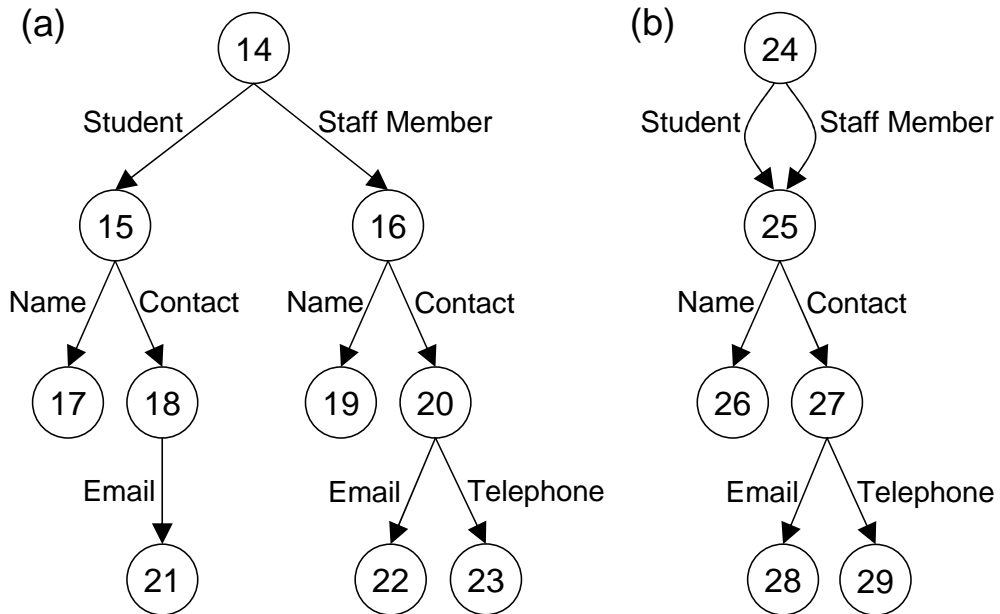 (a)
14
Student
Staff Member
15
16
Name
Contact
Name
Contact
17
18
19
20
Email
Email
Telephone
21
22
23
(b)
24
Student
Staff Member
25
Name
Contact
26
27
Email
Telephone
28
29